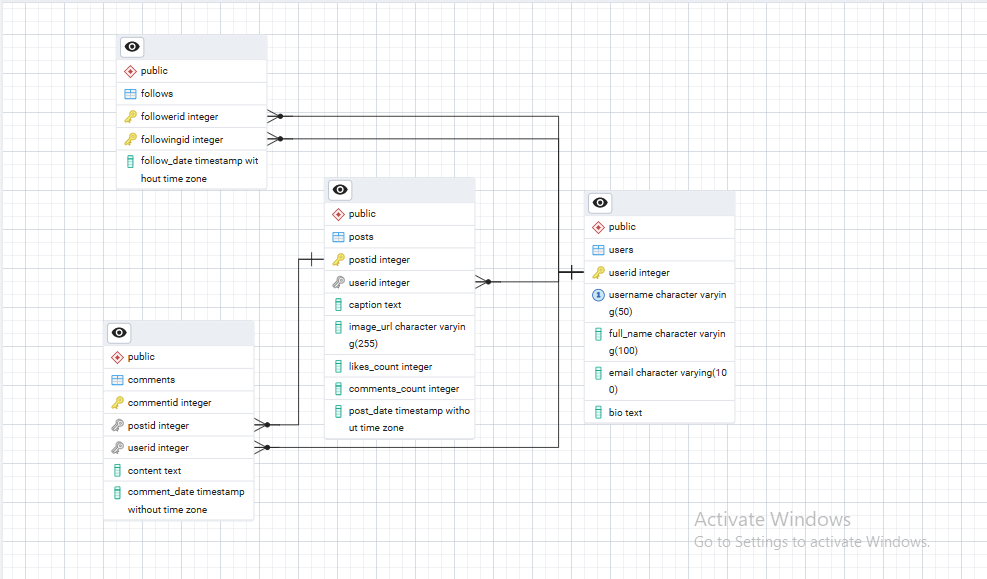 public
follows
followerid integer
followingid integer
follow_date timestamp wit
hout time zone
public
posts
postid integer
userid integer
caption text
image_url character varyin
g(255)
likes_count integer
comments_count integer
post_date timestamp witho
ut time zone
public
users
userid integer
1
username character varyin
g(50)
full_name character varyin
g(100)
email character varying(10
0)
bio text
public
comments
commentid integer
postid integer
userid integer
content text
comment_date timestamp
without time zone
Activate Windows
Go to Settings to activate Windows.